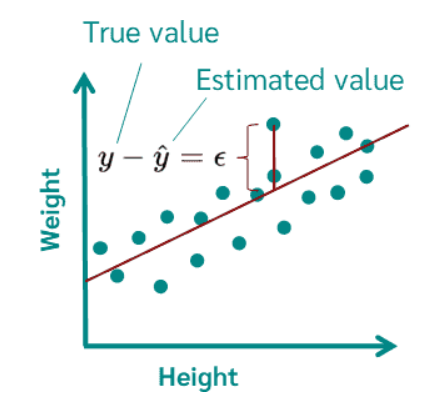 True value
Estimated value
y − ŷ = ϵ
Weight
Height